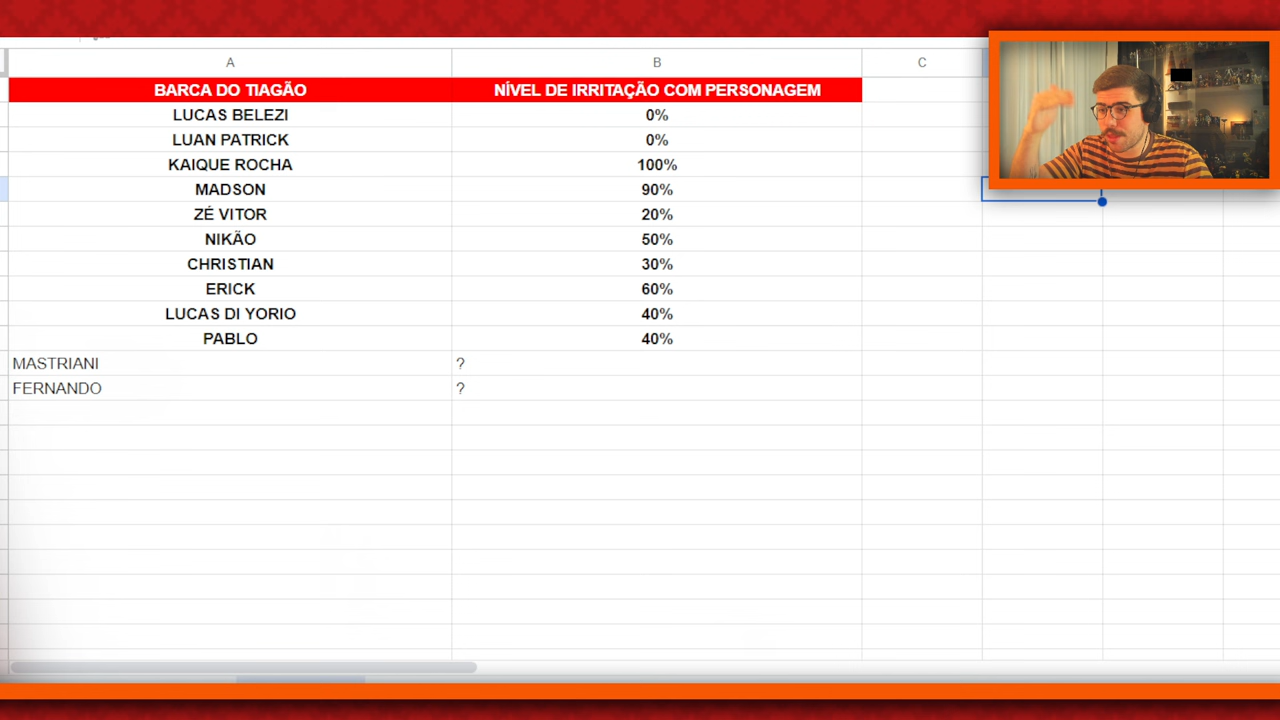 A B C
BARCA DO TIAGÃO NÍVEL DE IRRITAÇÃO COM PERSONAGEM
LUCAS BELEZI 0%
LUAN PATRICK 0%
KAIQUE ROCHA 100%
MADSON 90%
ZÉ VITOR 20%
NIKÃO 50%
CHRISTIAN 30%
ERICK 60%
LUCAS DI YORIO 40%
PABLO 40%
MASTRIANI ?
FERNANDO ?